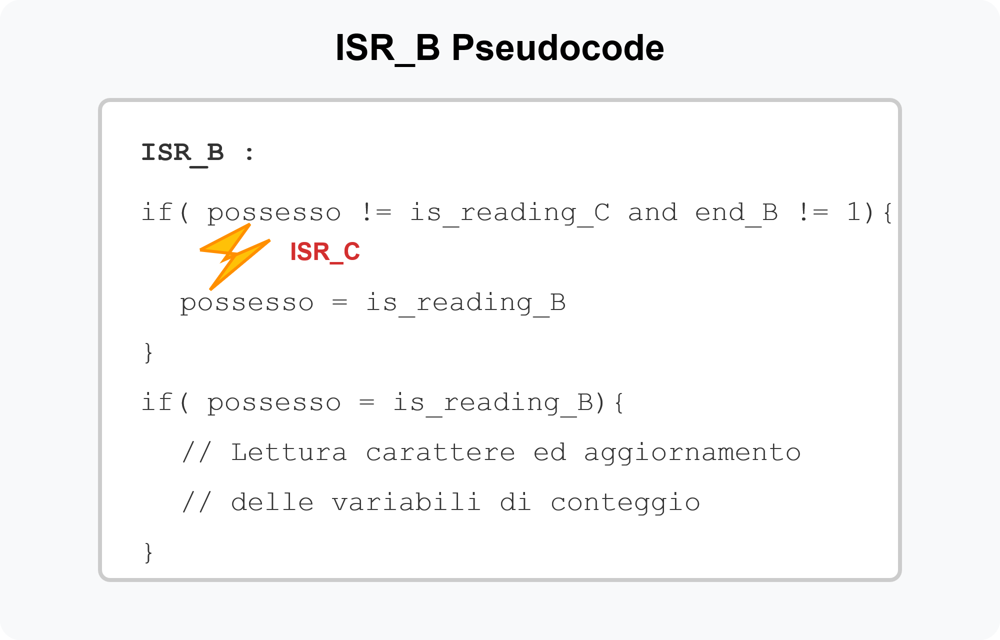 ISR_B Pseudocode
ISR_B :
if( possesso != is_reading_C and end_B != 1){
ISR_C
possesso = is_reading_B
}
if( possesso = is_reading_B){
// Lettura carattere ed aggiornamento
// delle variabili di conteggio
}